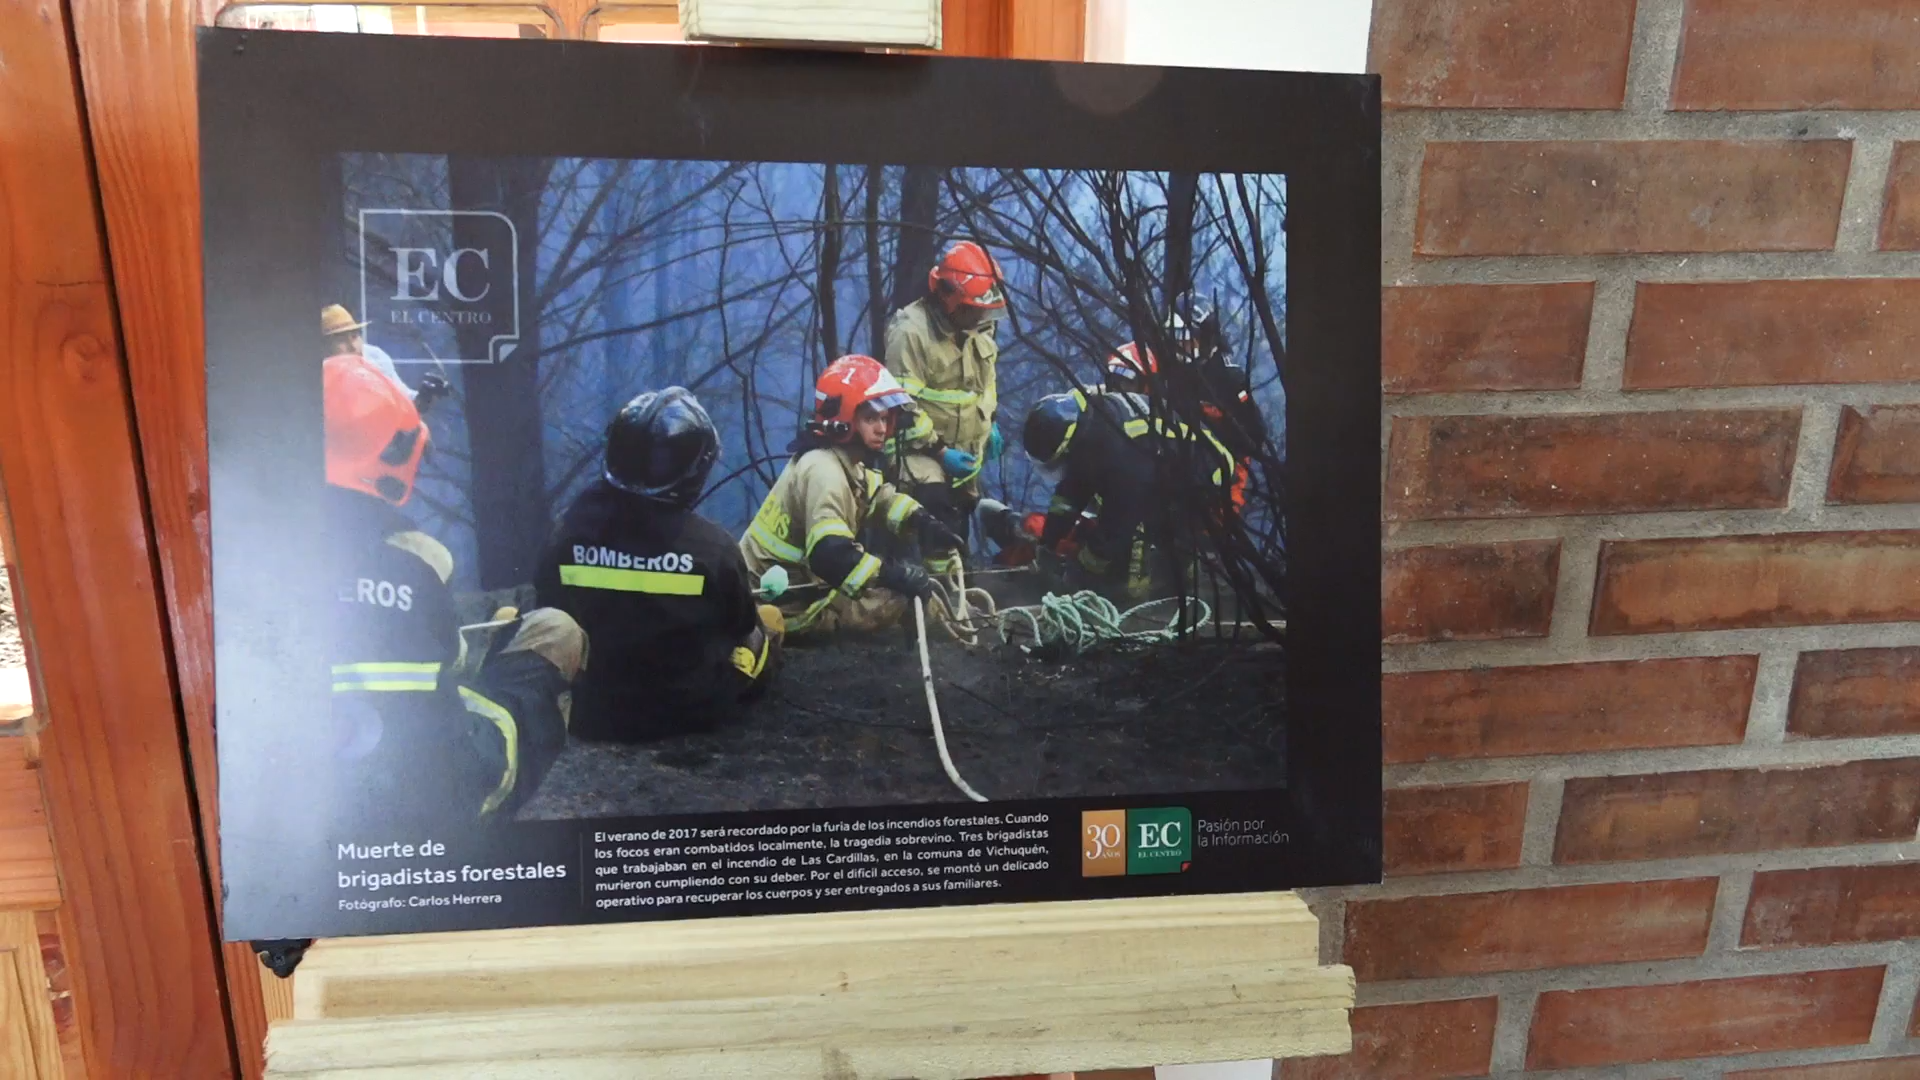 EC
EL CENTRO
1
BOMBEROS
EROS
Muerte de
brigadistas forestales
Fotógrafo: Carlos Herrera
El verano de 2017 será recordado por la furia de los incendios forestales. Cuando
los focos eran combatidos localmente, la tragedia sobrevino. Tres brigadistas
que trabajaban en el incendio de Las Cardillas, en la comuna de Vichuquén,
murieron cumpliendo con su deber. Por el difícil acceso, se montó un delicado
operativo para recuperar los cuerpos y ser entregados a sus familiares.
30
AÑOS
EC
EL CENTRO
Pasión por
la Información